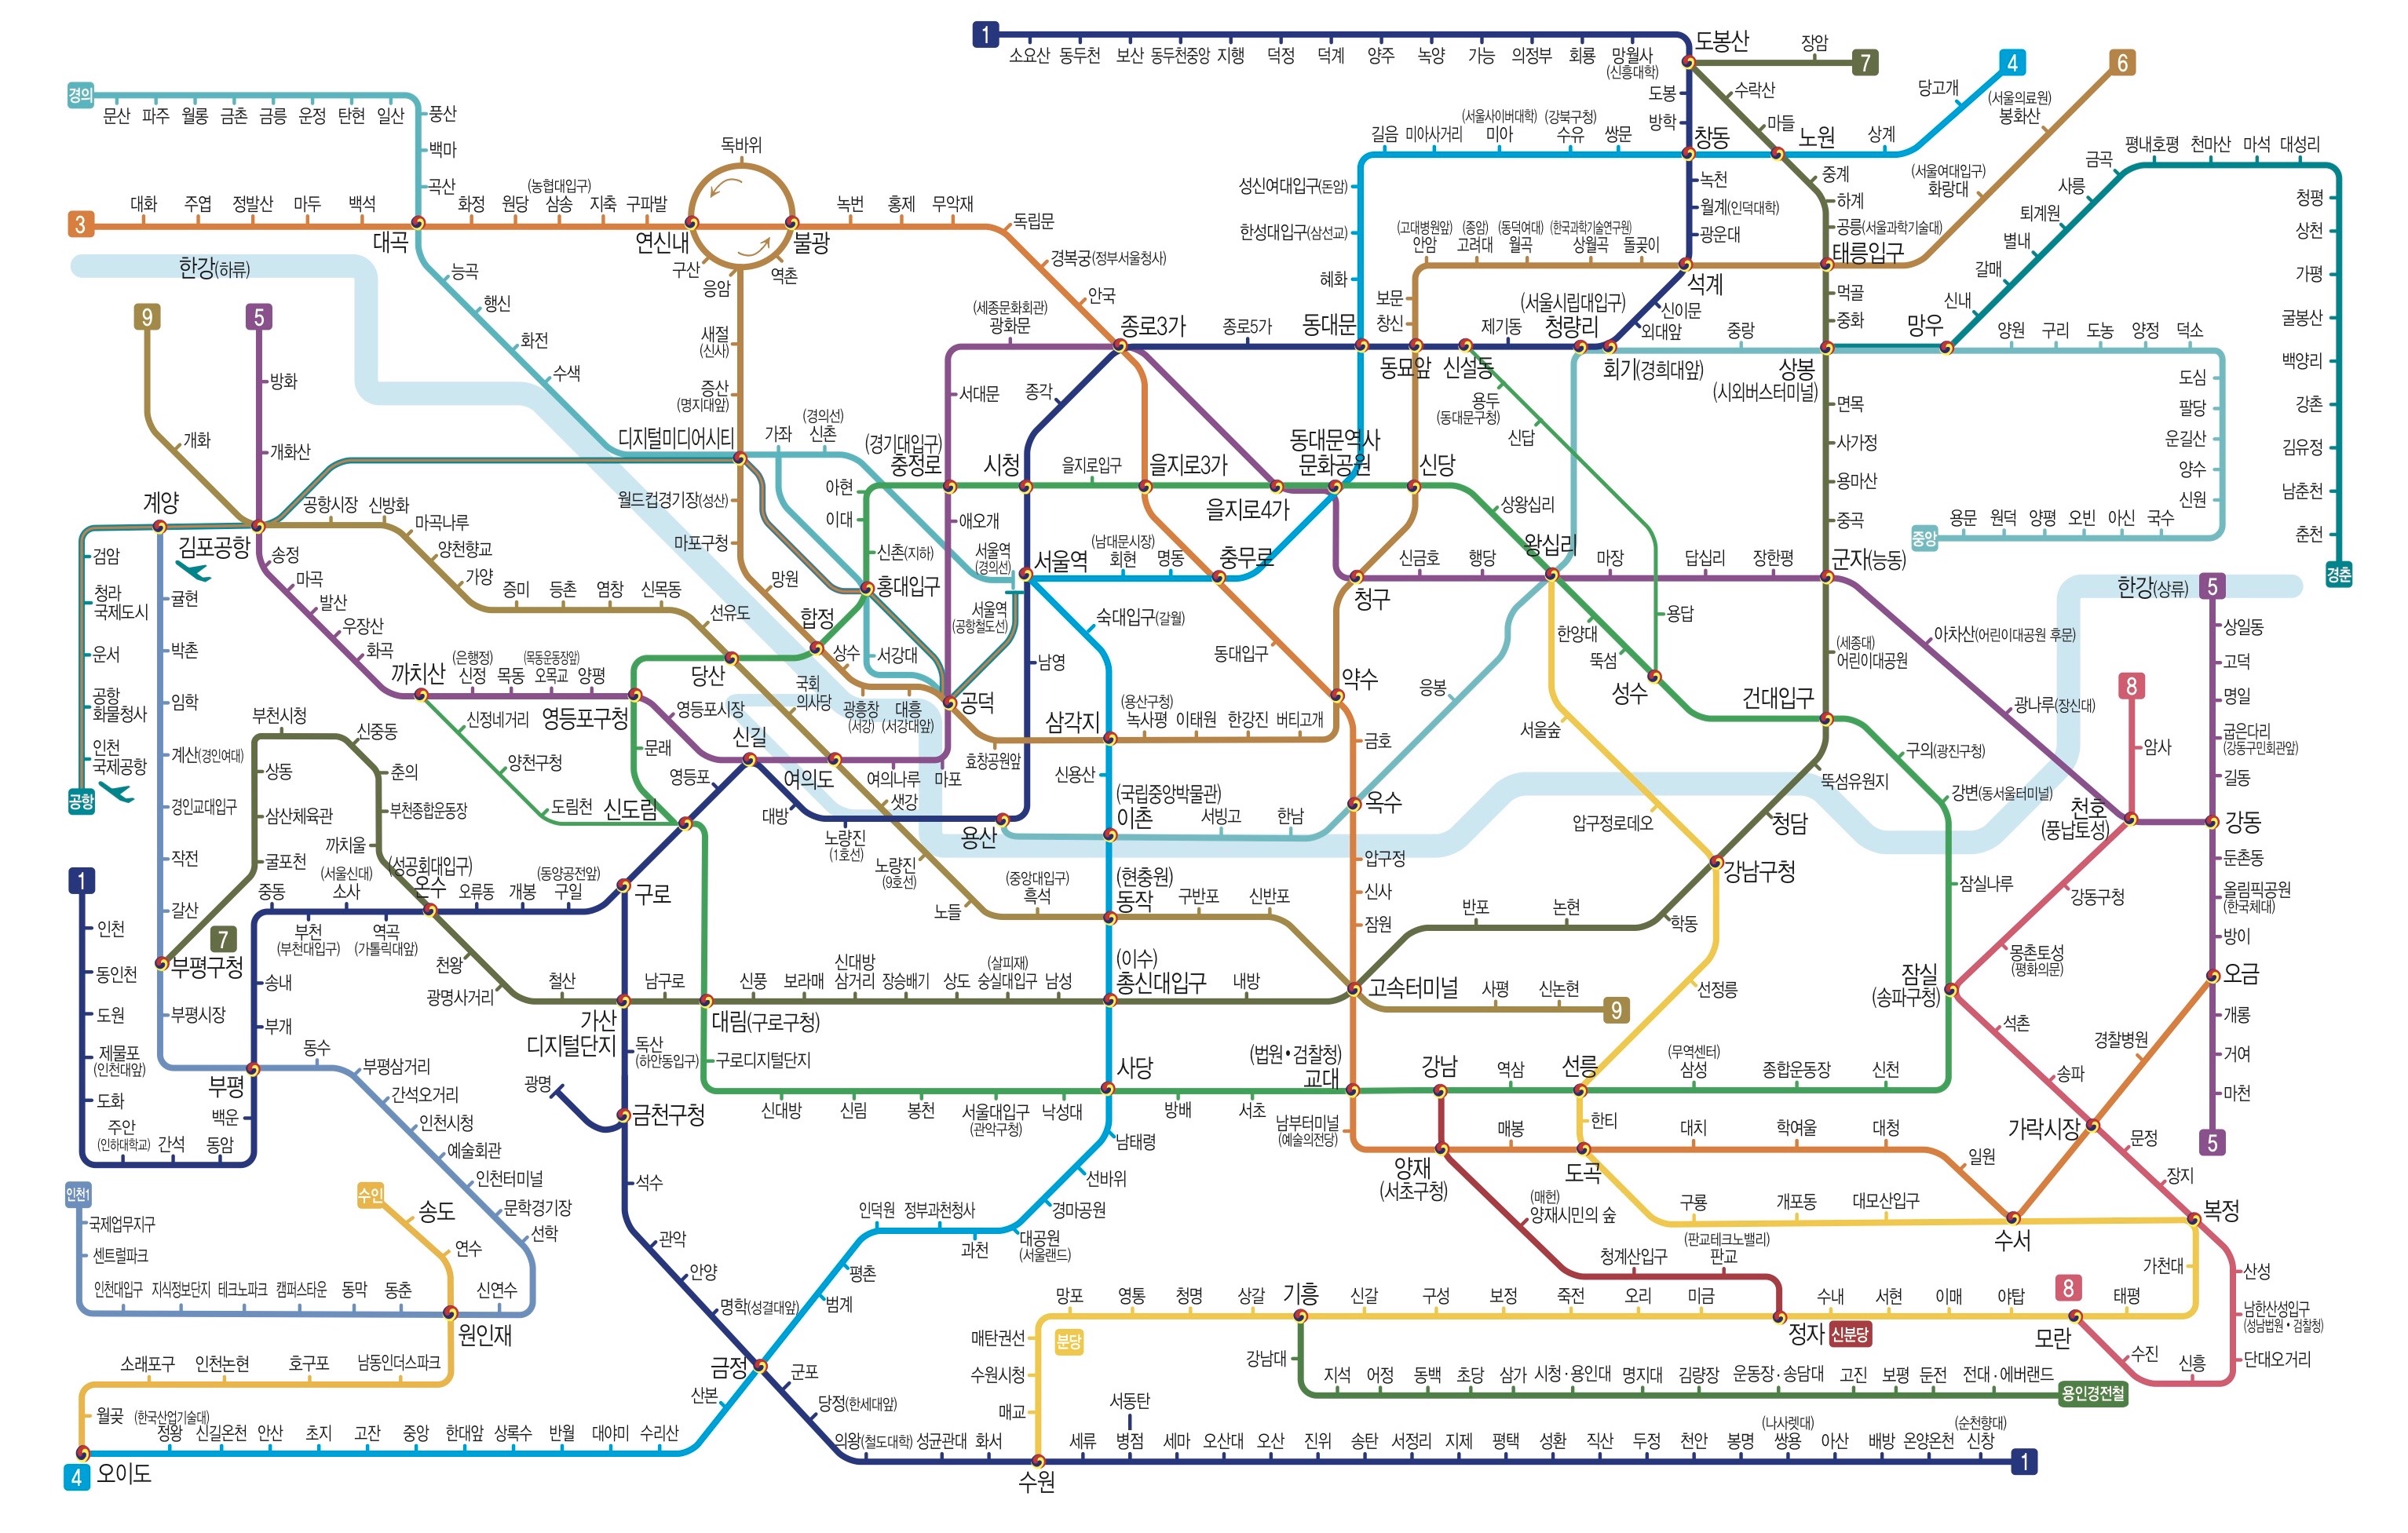 1
소요산 동두천 보산 동두천중앙 지행 덕정 덕계 양주 녹양 가능 의정부 회룡 망월사
(신흥대학)
도봉산
장암
7
4
6
도봉
방학
수락산
마들
당고개
(서울의료원)
봉화산
경의
문산 파주 월롱 금촌 금릉 운정 탄현 일산
풍산
백마
곡산
독바위
길음 미아사거리
(서울사이버대학)
미아
(강북구청)
수유
쌍문
창동
노원
상계
평내호평 천마산 마석 대성리
금곡
사릉
퇴계원
별내
갈매
신내
청평
상천
가평
굴봉산
백양리
강촌
김유정
남춘천
춘천
경춘
3
대화 주엽 정발산 마두 백석
대곡
화정 원당
(농협대입구)
삼송
지축 구파발
연신내
불광
구산
역촌
응암
녹번 홍제 무악재
독립문
경복궁(정부서울청사)
안국
성신여대입구(돈암)
한성대입구(삼선교)
혜화
녹천
월계(인덕대학)
광운대
중계
하계
공릉(서울과학기술대)
태릉입구
(서울여대입구)
화랑대
(고대병원앞)
안암
(종암)
고려대
(동덕여대)
월곡
(한국과학기술연구원)
상월곡
돌곶이
석계
한강(하류)
능곡
행신
화전
수색
9
5
방화
개화산
개화
새절
(신사)
증산
(명지대앞)
디지털미디어시티
가좌
(경의선)
신촌
(세종문화회관)
광화문
종로3가
종로5가
동대문
보문
창신
동묘앞
제기동
신설동
(서울시립대입구)
청량리
신이문
외대앞
회기(경희대앞)
중랑
먹골
중화
상봉
(시외버스터미널)
망우
양원 구리 도농 양정 덕소
도심
팔당
운길산
양수
신원
용문 원덕 양평 오빈 아신 국수
중앙
서대문
종각
(경기대입구)
충정로
시청
을지로입구
을지로3가
을지로4가
동대문역사
문화공원
신당
용두
(동대문구청)
신답
상왕십리
면목
사가정
용마산
중곡
계양
김포공항
공항시장 신방화
마곡나루
양천향교
가양
증미 등촌 염창 신목동
선유도
월드컵경기장(성산)
마포구청
망원
합정
아현
이대
신촌(지하)
애오개
홍대입구
서울역
(경의선)
서울역
(공항철도선)
서울역
(남대문시장)
회현
명동
충무로
청구
신금호 행당
왕십리
마장 답십리 장한평
군자(능동)
한강(상류)
5
검암
청라
국제도시
운서
공항
화물청사
인천
국제공항
공항
귤현
박촌
임학
계산(경인여대)
경인교대입구
작전
갈산
부평구청
부평시장
송정
마곡
발산
우장산
화곡
까치산
(은행정)
신정
목동
(목동운동장앞)
오목교
양평
영등포구청
당산
상수
서강대
국회
의사당
광흥창
(서강)
대흥
(서강대앞)
공덕
남영
숙대입구(갈월)
동대입구
약수
한양대
뚝섬
용답
성수
(세종대)
어린이대공원
아차산(어린이대공원 후문)
광나루(장신대)
건대입구
상일동
고덕
명일
굽은다리
(강동구민회관앞)
길동
8
암사
신정네거리
양천구청
도림천
문래
영등포시장
신길
여의도
여의나루 마포
효창공원앞
삼각지
(용산구청)
녹사평
이태원 한강진 버티고개
금호
응봉
서울숲
뚝섬유원지
구의(광진구청)
강변(동서울터미널)
천호
(풍납토성)
강동
부천시청
신중동
상동
춘의
삼산체육관
부천종합운동장
굴포천
까치울
영등포
신도림
대방
샛강
노량진
(1호선)
노량진
(9호선)
용산
신용산
(국립중앙박물관)
이촌
서빙고 한남
옥수
압구정로데오
청담
강남구청
압구정
신사
잠원
잠실나루
강동구청
몽촌토성
(평화의문)
둔촌동
올림픽공원
(한국체대)
방이
오금
개롱
거여
마천
5
1
인천
동인천
도원
제물포
(인천대앞)
도화
주안
(인하대학교)
간석 동암
7
중동
부천
(부천대입구)
(서울신대)
소사
역곡
(가톨릭대앞)
(성공회대입구)
온수
오류동 개봉
(동양공전앞)
구일
구로
송내
부개
부평
백운
천왕
광명사거리
철산
가산
디지털단지
남구로
대림(구로구청)
신풍 보라매
신대방
삼거리
장승배기 상도
(살피재)
숭실대입구
남성
노들
(중앙대입구)
흑석
(현충원)
동작
구반포 신반포
(이수)
총신대입구
내방
고속터미널
반포 논현
학동
사평 신논현
9
선정릉
잠실
(송파구청)
석촌
송파
경찰병원
독산
(하안동입구)
구로디지털단지
광명
금천구청
신대방 신림 봉천
서울대입구
(관악구청)
낙성대
사당
방배 서초
(법원•검찰청)
교대
강남
역삼
선릉
(무역센터)
삼성
종합운동장 신천
남부터미널
(예술의전당)
양재
(서초구청)
매봉
한티
도곡
대치 학여울 대청
일원
가락시장
문정
장지
복정
수서
구룡 개포동 대모산입구
(매헌)
양재시민의 숲
청계산입구
(판교테크노밸리)
판교
동수
부평삼거리
간석오거리
인천시청
예술회관
인천터미널
문학경기장
선학
인천1
국제업무지구
센트럴파크
인천대입구 지식정보단지 테크노파크 캠퍼스타운 동막 동춘
신연수
수인
송도
연수
원인재
소래포구 인천논현 호구포 남동인더스파크
월곶
(한국산업기술대)
정왕
신길온천 안산 초지 고잔 중앙 한대앞 상록수 반월 대야미 수리산
4
오이도
산본
금정
석수
관악
안양
명학(성결대앞)
군포
당정(한세대앞)
범계
평촌
인덕원 정부과천청사
과천
대공원
(서울랜드)
경마공원
선바위
남태령
의왕(철도대학) 성균관대 화서
수원
분당
망포 영통 청명 상갈
기흥
신갈 구성 보정 죽전 오리 미금
정자
신분당
수내 서현 이매 야탑
모란
8
태평
가천대
산성
남한산성입구
(성남법원•검찰청)
단대오거리
신흥
수진
매탄권선
수원시청
매교
강남대
지석 어정 동백 초당 삼가 시청·용인대 명지대 김량장 운동장·송담대 고진 보평 둔전 전대·에버랜드
용인경전철
서동탄
세류 병점 세마 오산대 오산 진위 송탄 서정리 지제 평택 성환 직산 두정 천안 봉명
(나사렛대)
쌍용
아산 배방 온양온천
(순천향대)
신창
1